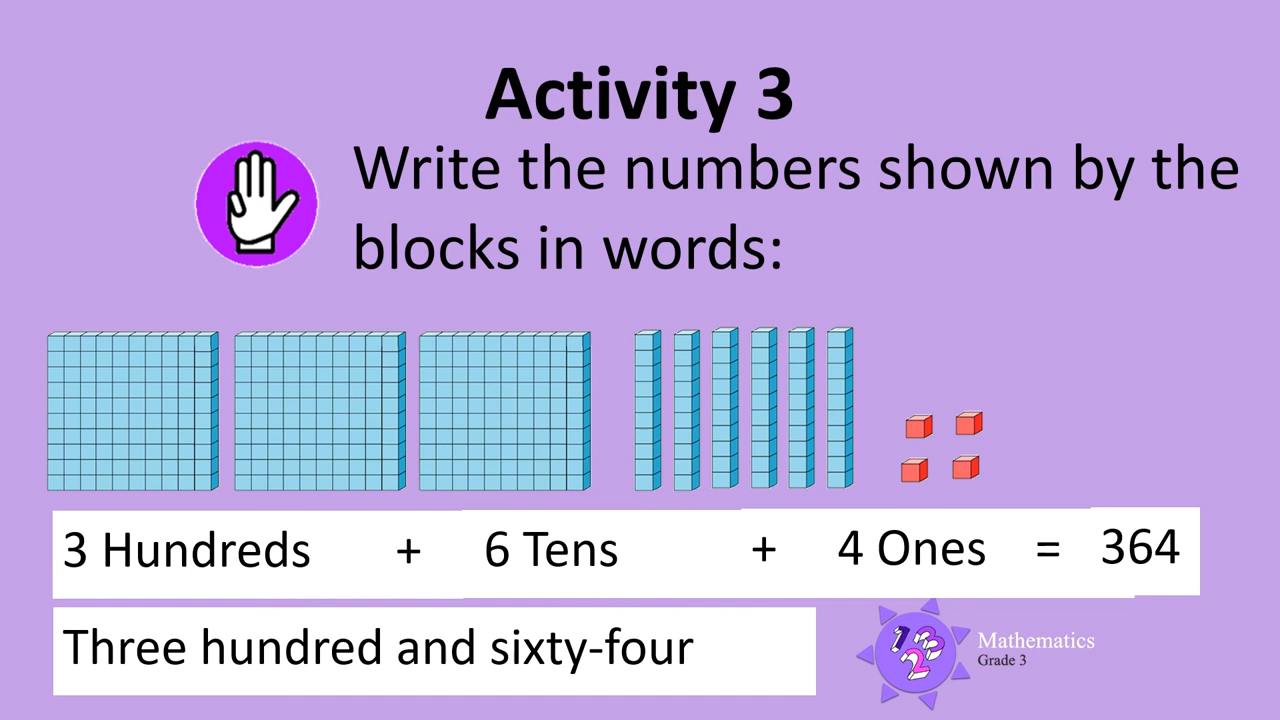 Activity 3
Write the numbers shown by the
blocks in words:
3 Hundreds + 6 Tens + 4 Ones = 364
Three hundred and sixty-four
123
Mathematics
Grade 3